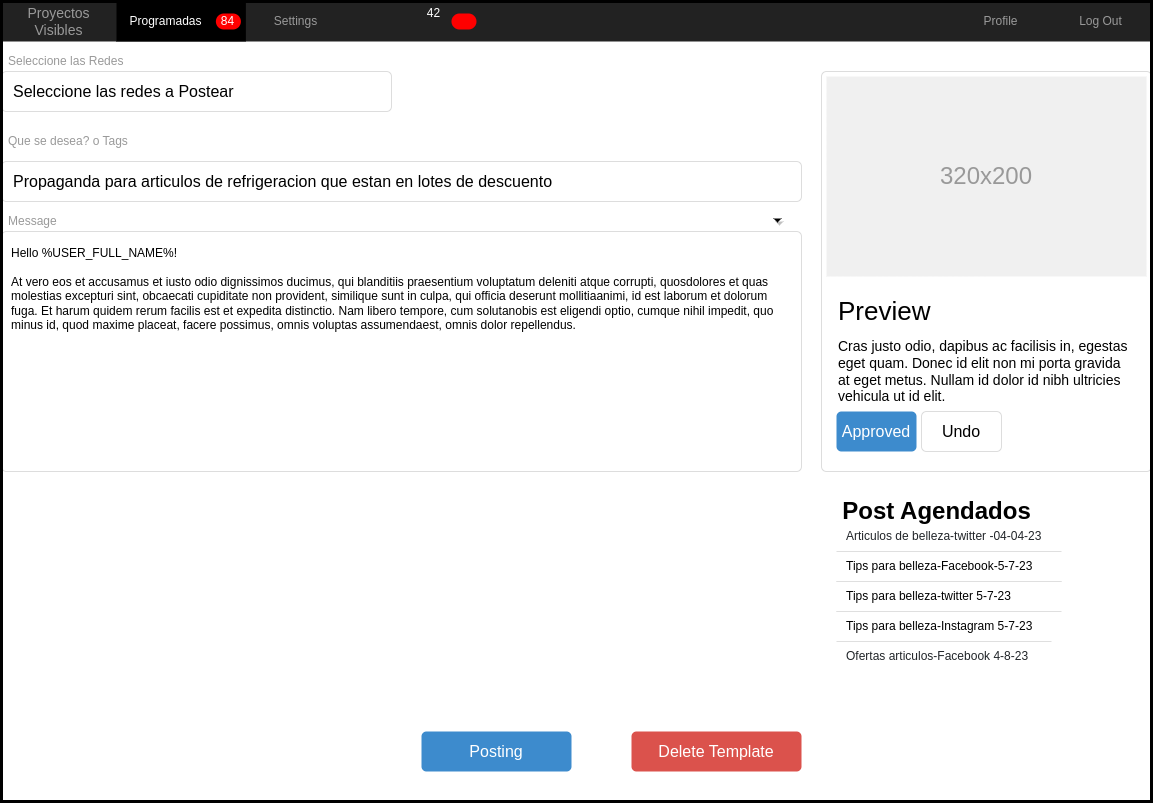 Proyectos
Visibles
Programadas 84
Settings
42
Profile
Log Out
Seleccione las Redes
Seleccione las redes a Postear
Que se desea? o Tags
Propaganda para articulos de refrigeracion que estan en lotes de descuento
Message
Hello %USER_FULL_NAME%!
At vero eos et accusamus et iusto odio dignissimos ducimus, qui blanditiis praesentium voluptatum deleniti atque corrupti, quosdolores et quas
molestias excepturi sint, obcaecati cupiditate non provident, similique sunt in culpa, qui officia deserunt mollitiaanimi, id est laborum et dolorum
fuga. Et harum quidem rerum facilis est et expedita distinctio. Nam libero tempore, cum solutanobis est eligendi optio, cumque nihil impedit, quo
minus id, quod maxime placeat, facere possimus, omnis voluptas assumendaest, omnis dolor repellendus.
320x200
Preview
Cras justo odio, dapibus ac facilisis in, egestas
eget quam. Donec id elit non mi porta gravida
at eget metus. Nullam id dolor id nibh ultricies
vehicula ut id elit.
Approved
Undo
Post Agendados
Articulos de belleza-twitter -04-04-23
Tips para belleza-Facebook-5-7-23
Tips para belleza-twitter 5-7-23
Tips para belleza-Instagram 5-7-23
Ofertas articulos-Facebook 4-8-23
Posting
Delete Template